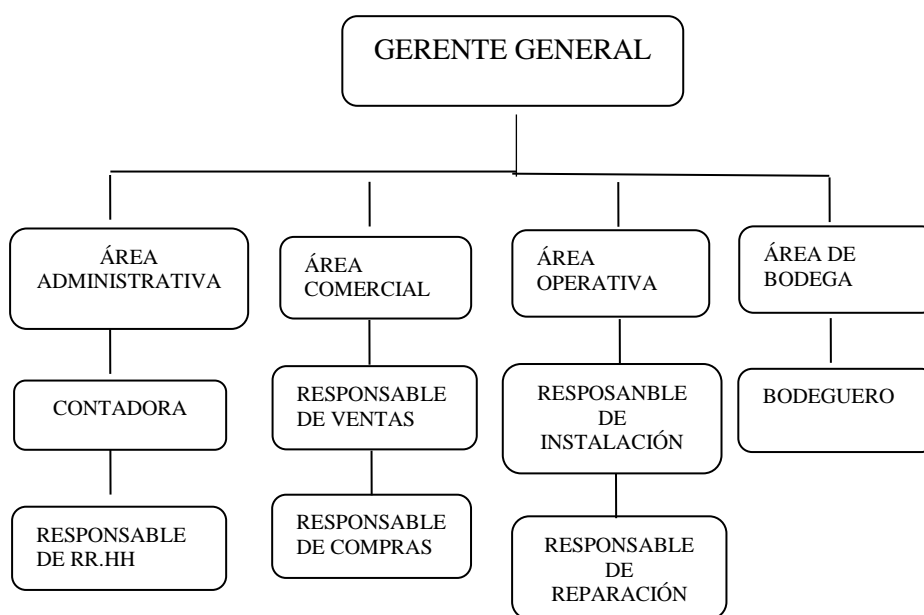 GERENTE GENERAL
ÁREA
ADMINISTRATIVA
ÁREA
COMERCIAL
ÁREA
OPERATIVA
ÁREA DE
BODEGA
CONTADORA
RESPONSABLE
DE VENTAS
RESPOSANBLE
DE
INSTALACIÓN
BODEGUERO
RESPONSABLE
DE RR.HH
RESPONSABLE
DE COMPRAS
RESPONSABLE
DE
REPARACIÓN